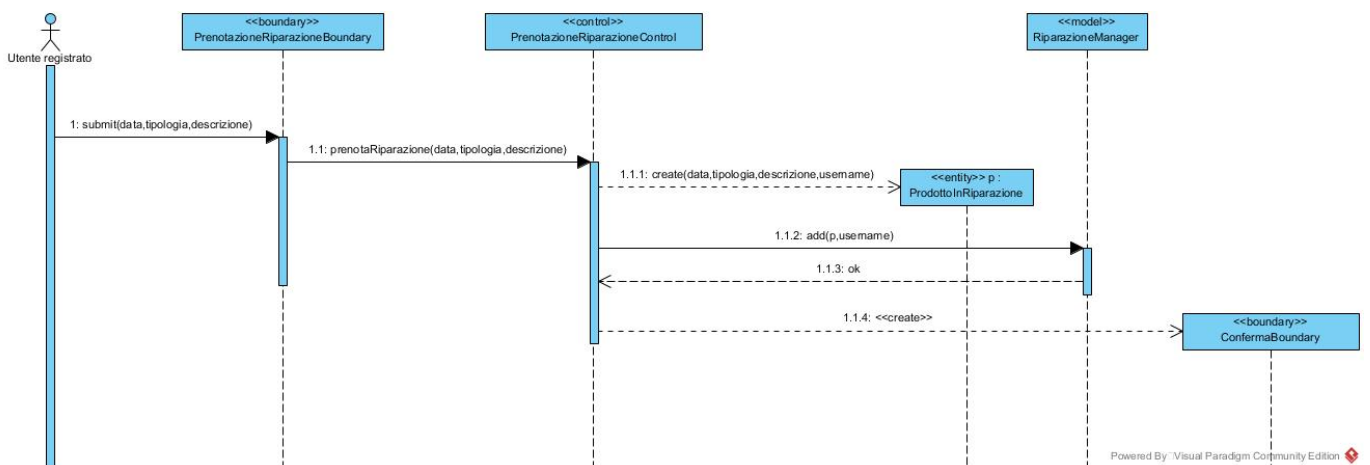 <<boundary>>
PrenotazioneRiparazioneBoundary
<<control>>
PrenotazioneRiparazioneControl
<<model>>
RiparazioneManager
Utente registrato
1: submit(data,tipologia,descrizione)
1.1: prenotaRiparazione(data,tipologia,descrizione)
1.1.1: create(data,tipologia,descrizione,username)
<<entity>> p :
ProdottoInRiparazione
1.1.2: add(p,username)
1.1.3: ok
1.1.4: <<create>>
<<boundary>>
ConfermaBoundary
Powered By Visual Paradigm Community Edition